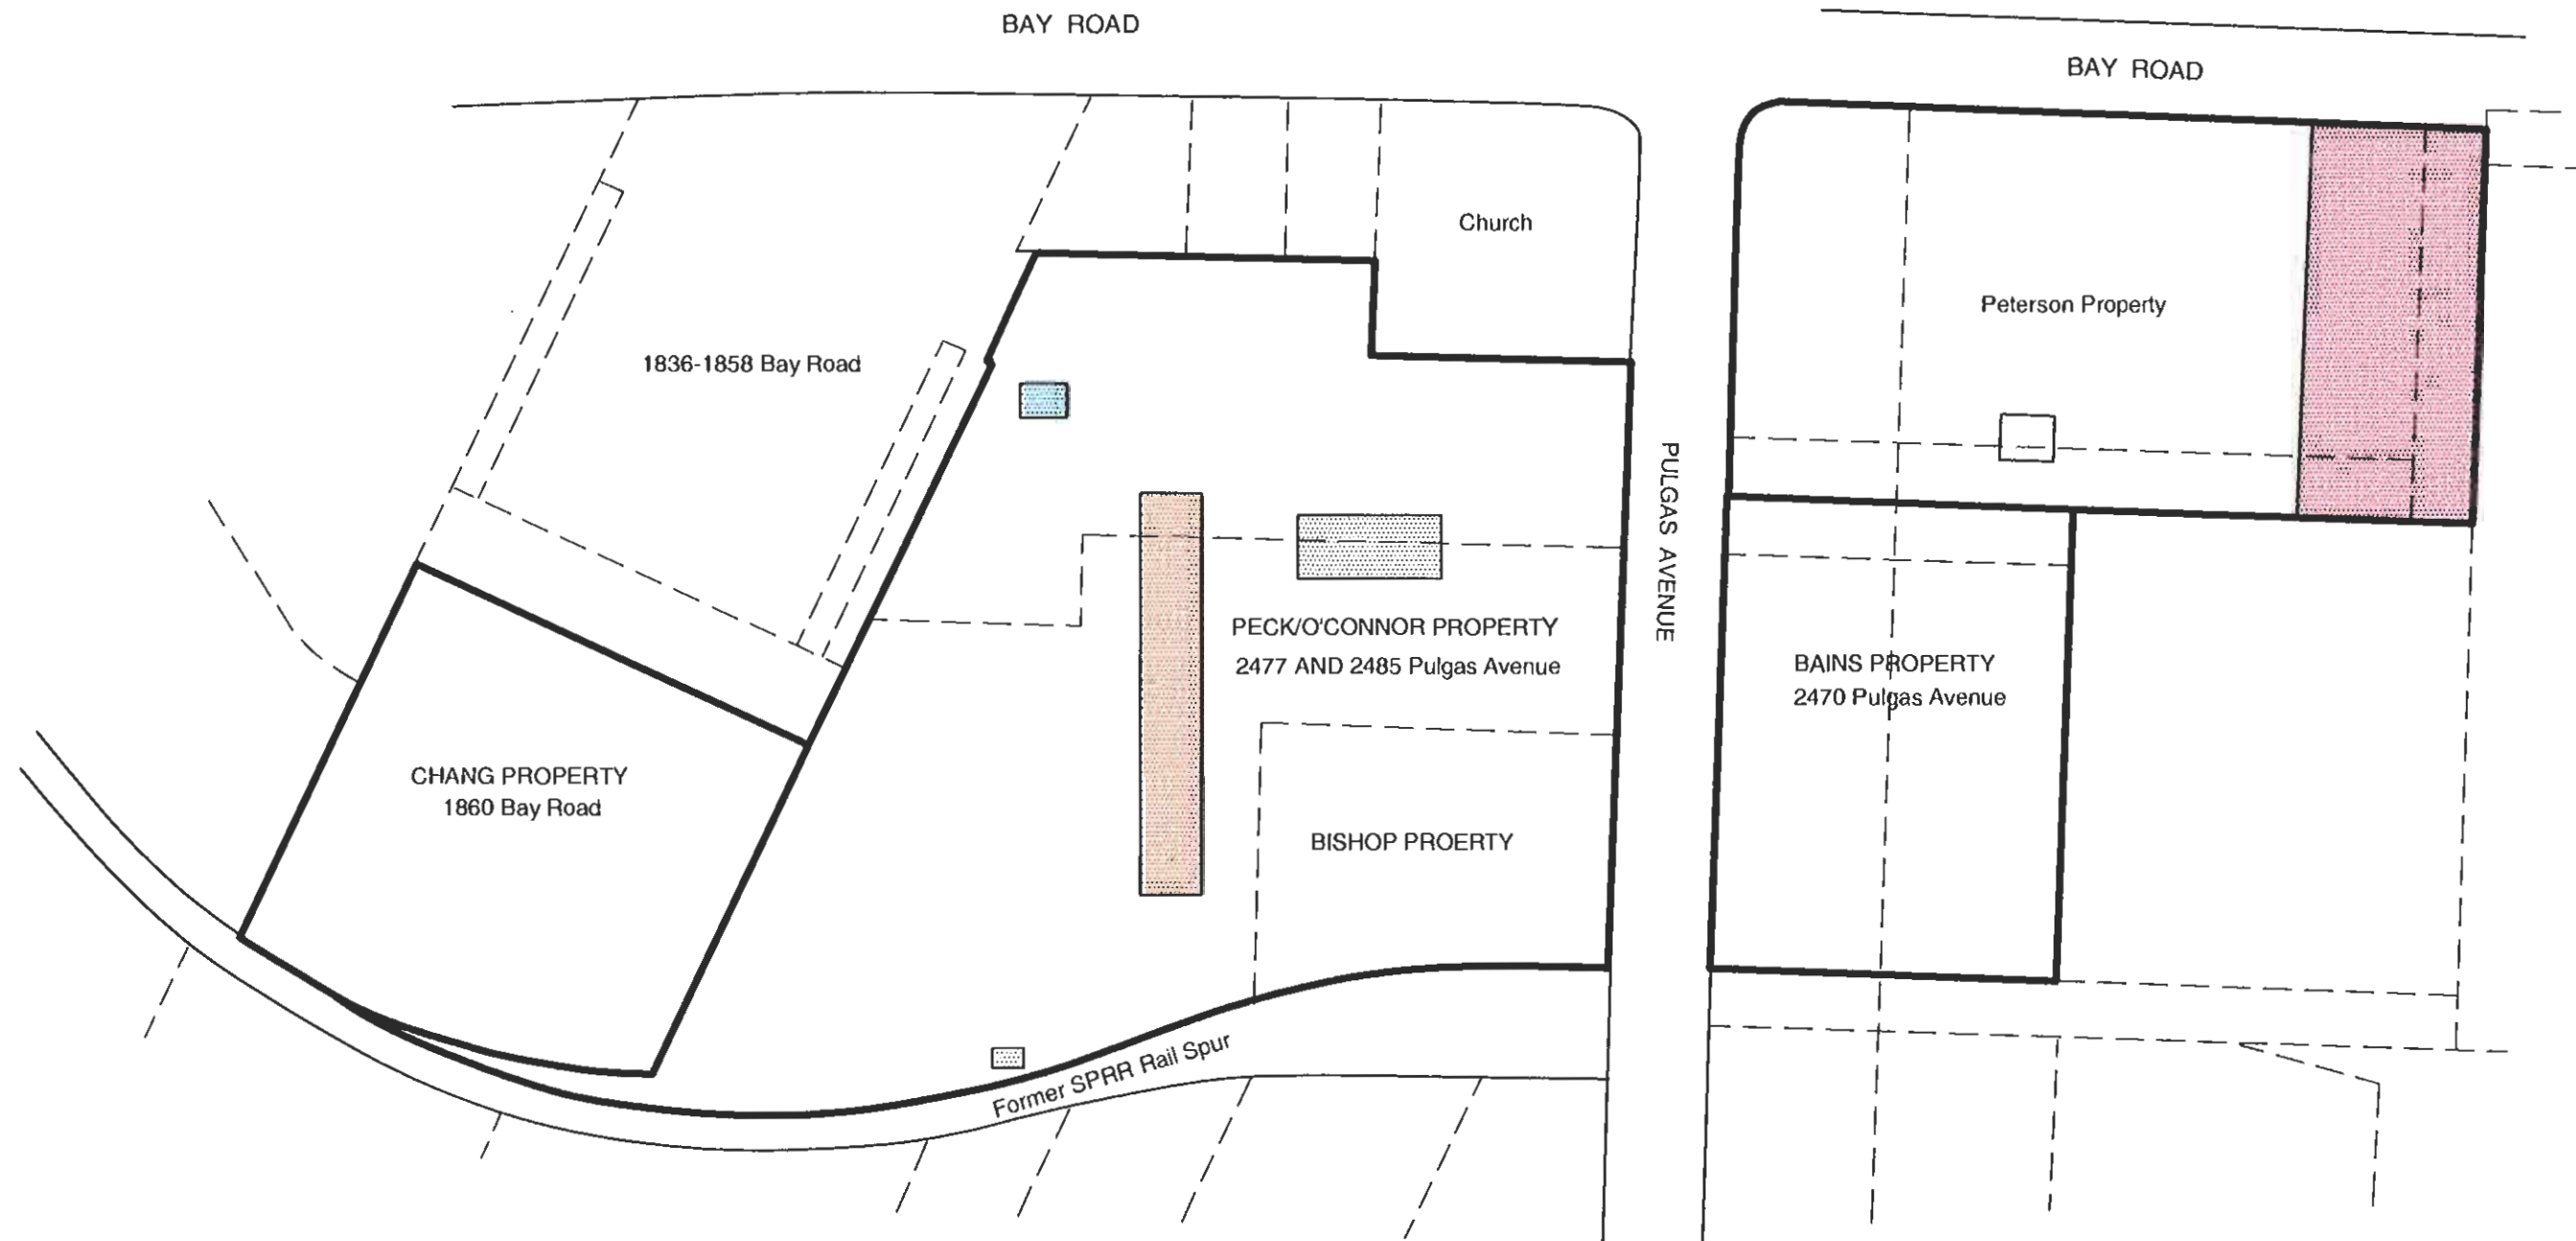 BAY ROAD
BAY ROAD
Church
Peterson Property
1836-1858 Bay Road
PULGAS AVENUE
PECK/O'CONNOR PROPERTY
2477 AND 2485 Pulgas Avenue
BAINS PROPERTY
2470 Pulgas Avenue
CHANG PROPERTY
1860 Bay Road
BISHOP PROERTY
Former SPRR Rail Spur